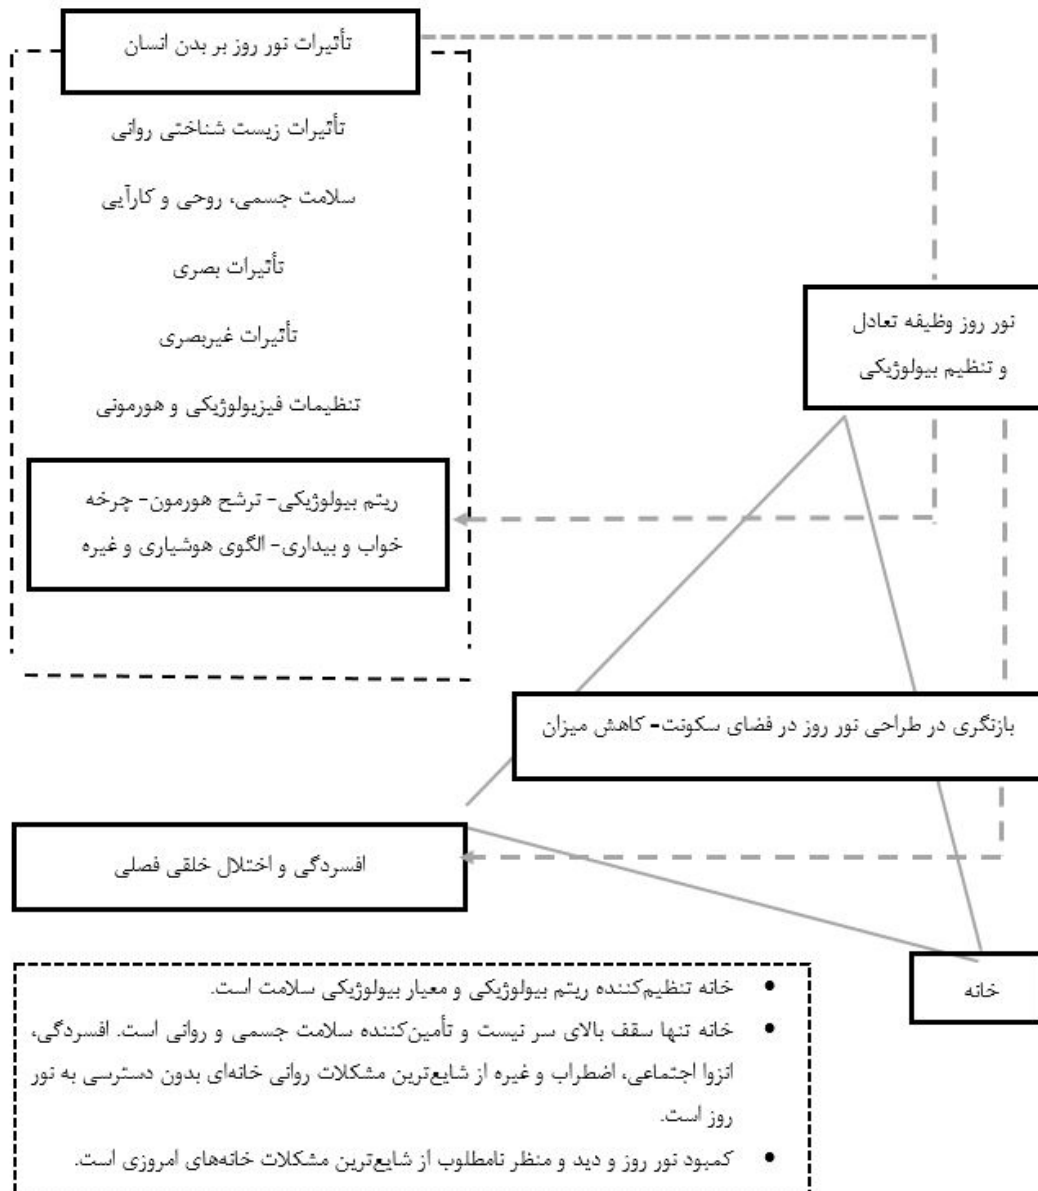 تأثیرات نور روز بر بدن انسان
تأثیرات زیست شناختی روانی
سلامت جسمی، روحی و کارآیی
تأثیرات بصری
تأثیرات غیربصری
تنظیمات فیزیولوژیکی و هورمونی
ریتم بیولوژیکی- ترشح هورمون- چرخه
خواب و بیداری- الگوی هوشیاری و غیره
نور روز وظیفه تعادل
و تنظیم بیولوژیکی
بازنگری در طراحی نور روز در فضای سکونت- کاهش میزان
افسردگی و اختلال خلقی فصلی
خانه
• خانه تنظیم‌کننده ریتم بیولوژیکی و معیار بیولوژیکی سلامت است.
• خانه تنها سقف بالای سر نیست و تأمین‌کننده سلامت جسمی و روانی است. افسردگی،
انزوا اجتماعی، اضطراب و غیره از شایع‌ترین مشکلات روانی خانه‌ای بدون دسترسی به نور
روز است.
• کمبود نور روز و دید و منظر نامطلوب از شایع‌ترین مشکلات خانه‌های امروزی است.